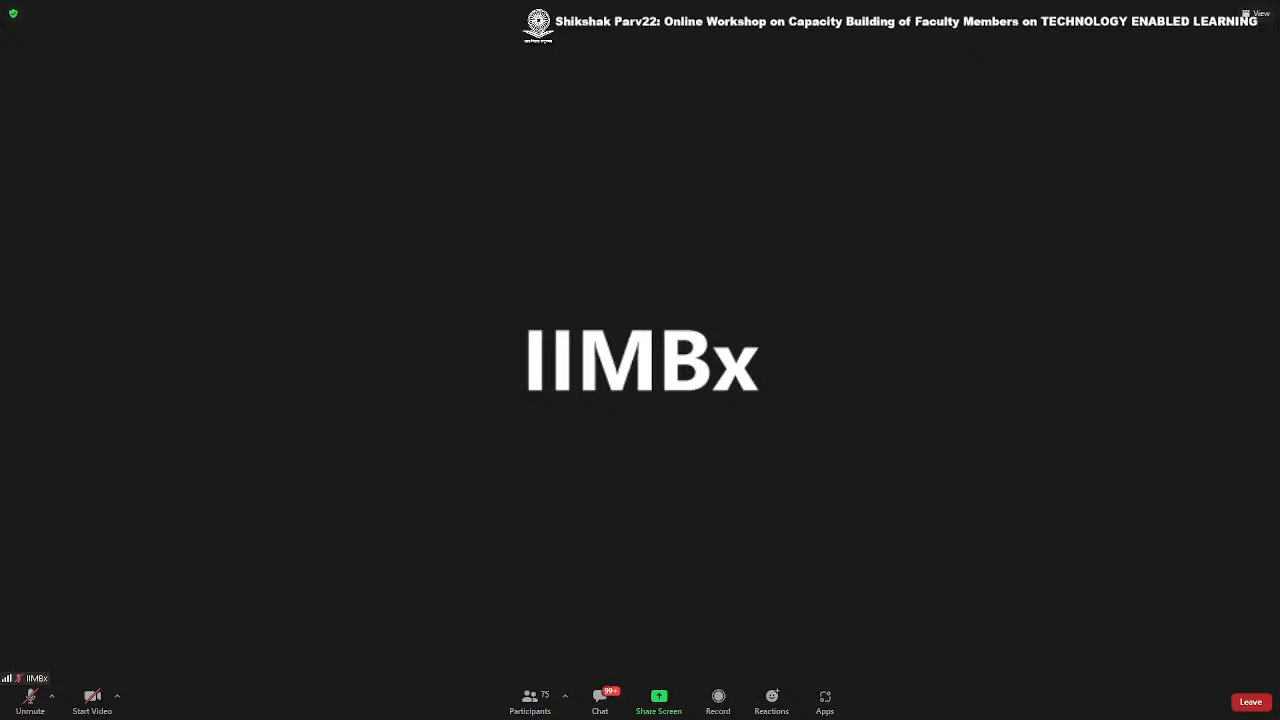 Shikshak Parv22: Online Workshop on Capacity Building of Faculty Members on TECHNOLOGY ENABLED LEARNING
View
IIMBx
IIMBx
Unmute
Start Video
75
Participants
99+
Chat
Share Screen
Record
Reactions
Apps
Leave